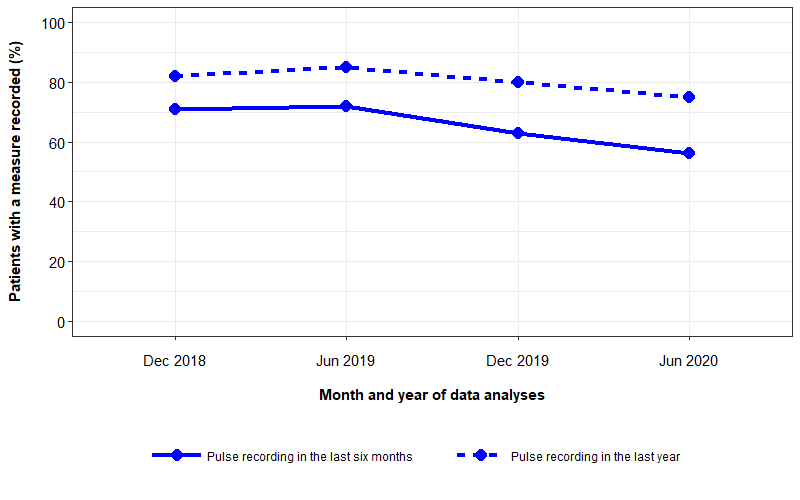 Patients with a measure recorded (%)
100
80
60
40
20
0
Dec 2018
Jun 2019
Dec 2019
Jun 2020
Month and year of data analyses
Pulse recording in the last six months
Pulse recording in the last year